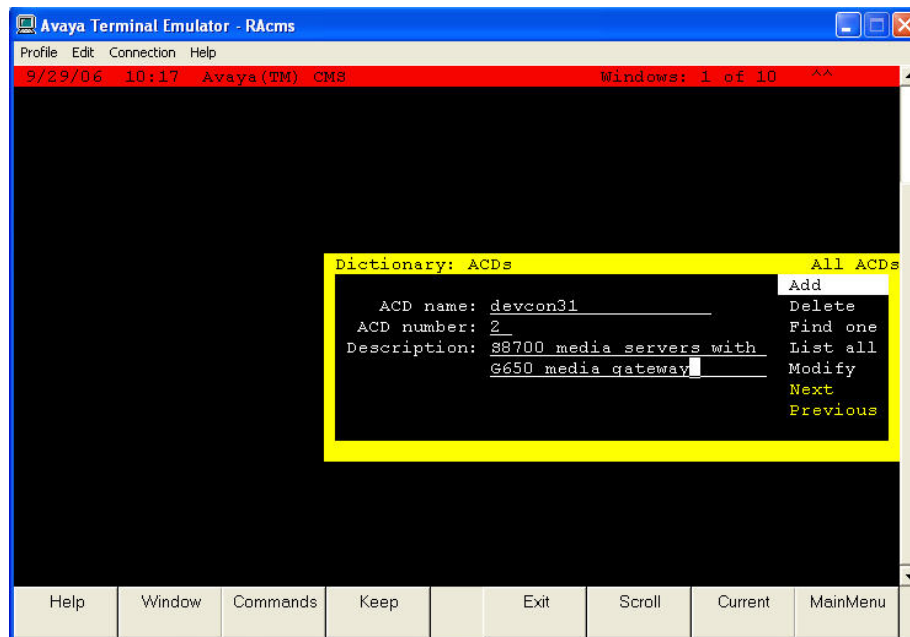 Avaya Terminal Emulator - RAcms
Profile Edit Connection Help
9/29/06 10:17 Avaya(TM) CMS Windows: 1 of 10 ^^
Dictionary: ACDs All ACDs
Add
ACD name: devcon31 Delete
ACD number: 2 Find one
Description: S8700 media servers with List all
G650 media gateway Modify
Next
Previous
Help Window Commands Keep Exit Scroll Current MainMenu